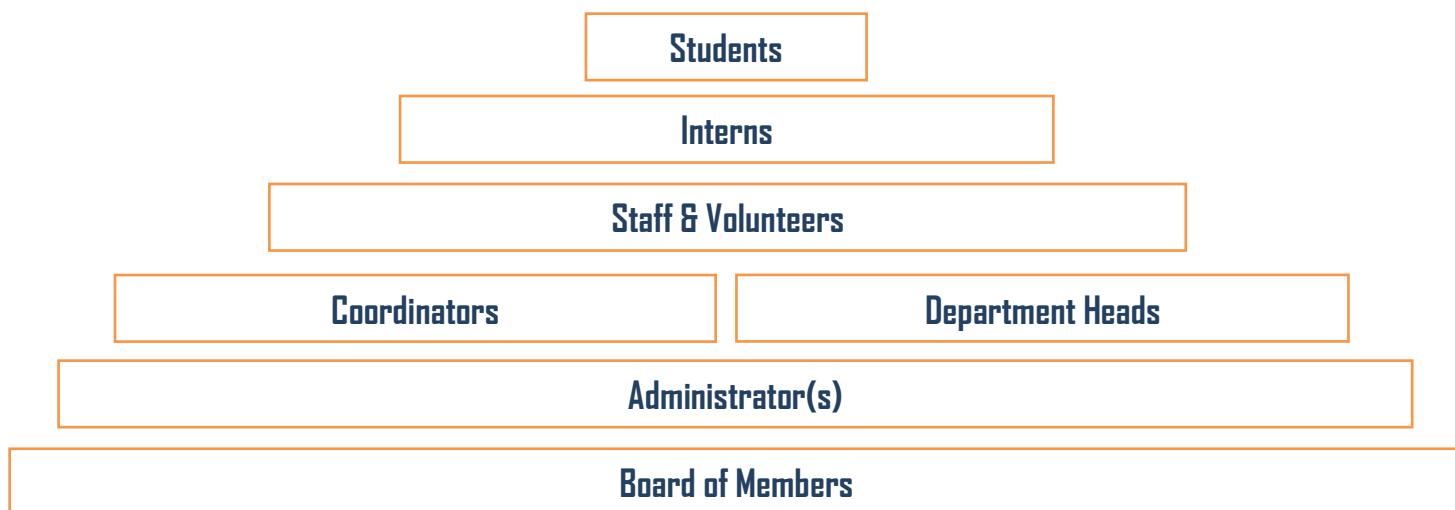 Students
Interns
Staff & Volunteers
Coordinators
Department Heads
Administrator(s)
Board of Members